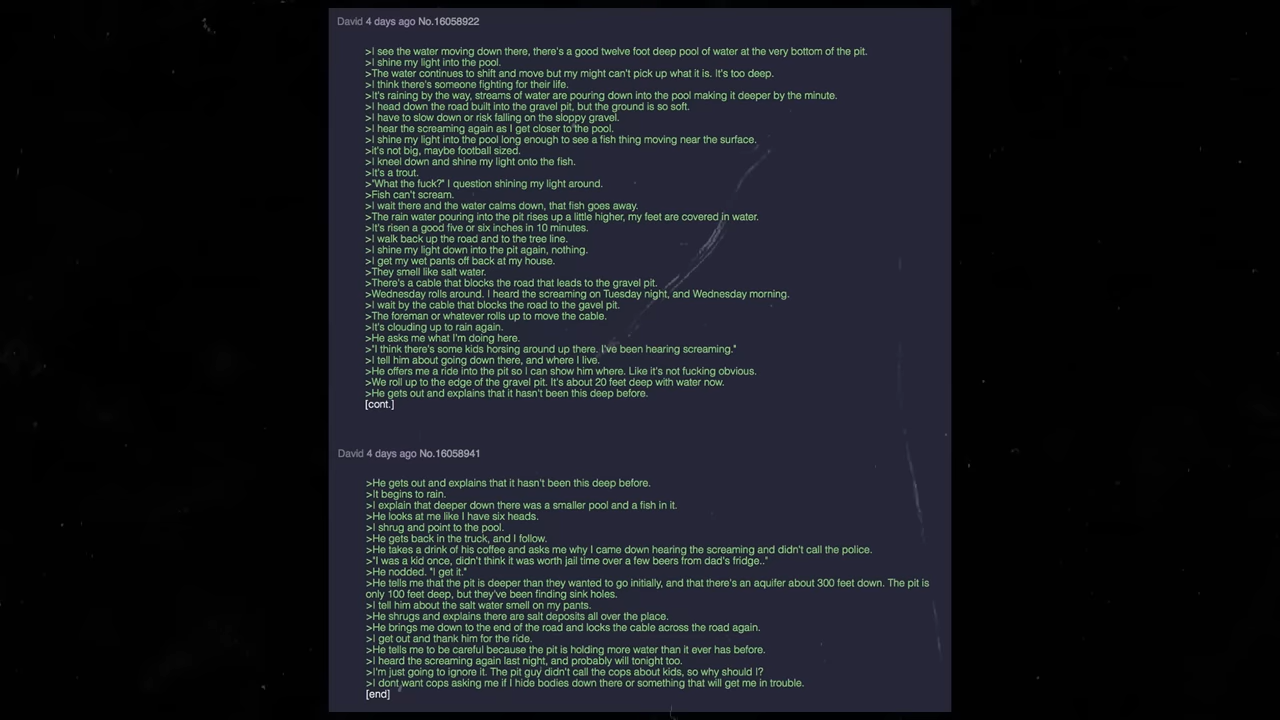 David 4 days ago No.16058922
>I see the water moving down there, there's a good twelve foot deep pool of water at the very bottom of the pit.
>I shine my light into the pool.
>The water continues to shift and move but my might can't pick up what it is. It's too deep.
>I think there's someone fighting for their life.
>It's raining by the way, streams of water are pouring down into the pool making it deeper by the minute.
>I head down the road built into the gravel pit, but the ground is so soft.
>I have to slow down or risk falling on the sloppy gravel.
>I hear the screaming again as I get closer to the pool.
>I shine my light into the pool long enough to see a fish thing moving near the surface.
>it's not big, maybe football sized.
>I kneel down and shine my light onto the fish.
>It's a trout.
>"What the fuck?" I question shining my light around.
>Fish can't scream.
>I wait there and the water calms down, that fish goes away.
>The rain water pouring into the pit rises up a little higher, my feet are covered in water.
>It's risen a good five or six inches in 10 minutes.
>I walk back up the road and to the tree line.
>I shine my light down into the pit again, nothing.
>I get my wet pants off back at my house.
>They smell like salt water.
>There's a cable that blocks the road that leads to the gravel pit.
>Wednesday rolls around. I heard the screaming on Tuesday night, and Wednesday morning.
>I wait by the cable that blocks the road to the gavel pit.
>The foreman or whatever rolls up to move the cable.
>It's clouding up to rain again.
>He asks me what I'm doing here.
>"I think there's some kids horsing around up there. I've been hearing screaming."
>I tell him about going down there, and where I live.
>He offers me a ride into the pit so I can show him where. Like it's not fucking obvious.
>We roll up to the edge of the gravel pit. It's about 20 feet deep with water now.
>He gets out and explains that it hasn't been this deep before.
[cont.]
David 4 days ago No.16058941
>He gets out and explains that it hasn't been this deep before.
>It begins to rain.
>I explain that deeper down there was a smaller pool and a fish in it.
>He looks at me like I have six heads.
>I shrug and point to the pool.
>He gets back in the truck, and I follow.
>He takes a drink of his coffee and asks me why I came down hearing the screaming and didn't call the police.
>"I was a kid once, didn't think it was worth jail time over a few beers from dad's fridge.."
>He nodded. "I get it."
>He tells me that the pit is deeper than they wanted to go initially, and that there's an aquifer about 300 feet down. The pit is
only 100 feet deep, but they've been finding sink holes.
>I tell him about the salt water smell on my pants.
>He shrugs and explains there are salt deposits all over the place.
>He brings me down to the end of the road and locks the cable across the road again.
>I get out and thank him for the ride.
>He tells me to be careful because the pit is holding more water than it ever has before.
>I heard the screaming again last night, and probably will tonight too.
>I'm just going to ignore it. The pit guy didn't call the cops about kids, so why should I?
>I dont want cops asking me if I hide bodies down there or something that will get me in trouble.
[end]